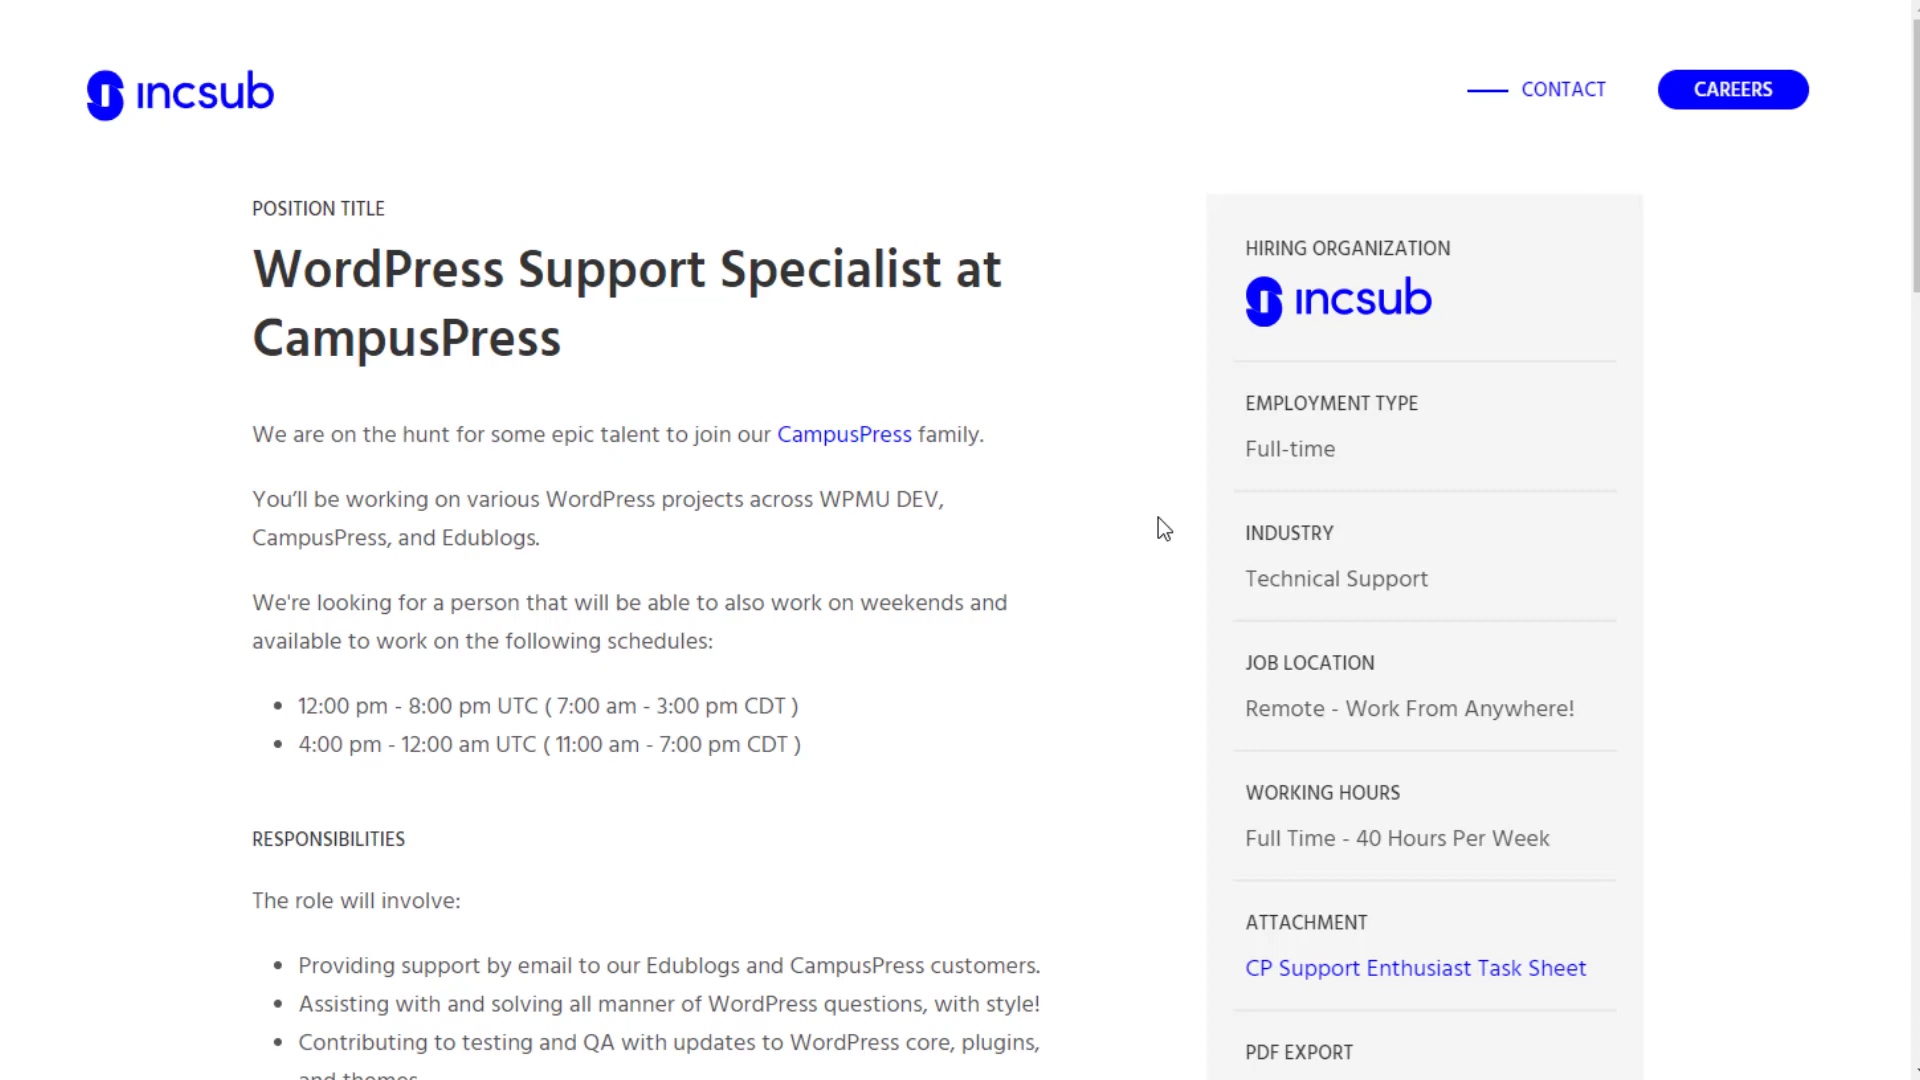 incsub
CONTACT
CAREERS
POSITION TITLE
WordPress Support Specialist at
CampusPress
We are on the hunt for some epic talent to join our CampusPress family.
You’ll be working on various WordPress projects across WPMU DEV,
CampusPress, and Edublogs.
We're looking for a person that will be able to also work on weekends and
available to work on the following schedules:
12:00 pm - 8:00 pm UTC ( 7:00 am - 3:00 pm CDT )
4:00 pm - 12:00 am UTC ( 11:00 am - 7:00 pm CDT )
RESPONSIBILITIES
The role will involve:
Providing support by email to our Edublogs and CampusPress customers.
Assisting with and solving all manner of WordPress questions, with style!
Contributing to testing and QA with updates to WordPress core, plugins,
and themes
HIRING ORGANIZATION
incsub
EMPLOYMENT TYPE
Full-time
INDUSTRY
Technical Support
JOB LOCATION
Remote - Work From Anywhere!
WORKING HOURS
Full Time - 40 Hours Per Week
ATTACHMENT
CP Support Enthusiast Task Sheet
PDF EXPORT